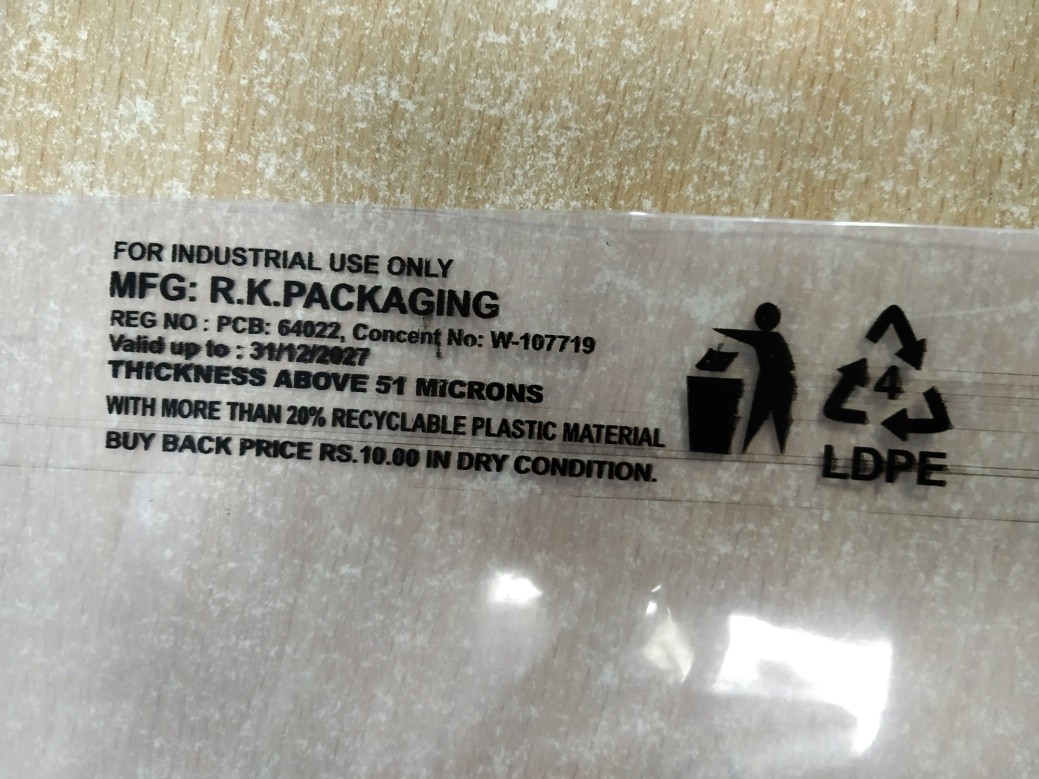 FOR INDUSTRIAL USE ONLY
MFG: R.K.PACKAGING
REG NO : PCB: 64022, Concent No: W-107719
Valid up to : 31/12/2027
THICKNESS ABOVE 51 MICRONS
WITH MORE THAN 20% RECYCLABLE PLASTIC MATERIAL
BUY BACK PRICE RS.10.00 IN DRY CONDITION.
4
LDPE